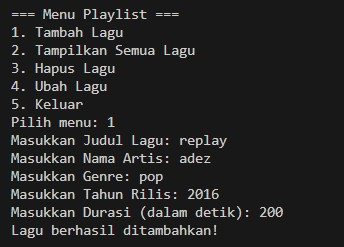 === Menu Playlist ===
1. Tambah Lagu
2. Tampilkan Semua Lagu
3. Hapus Lagu
4. Ubah Lagu
5. Keluar
Pilih menu: 1
Masukkan Judul Lagu: replay
Masukkan Nama Artis: adez
Masukkan Genre: pop
Masukkan Tahun Rilis: 2016
Masukkan Durasi (dalam detik): 200
Lagu berhasil ditambahkan!